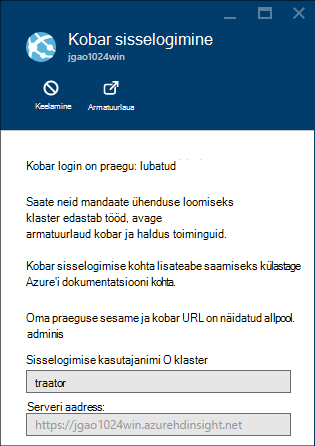 Kobar sisselogimine
jgao1024win
Keelamine
Armatuurlaua
Kobar login on praegu: lubatud
Saate neid mandaate ühenduse loomiseks
klaster edastab tööd, avage
armatuurlaud kobar ja haldus toiminguid.
Kobar sisselogimise kohta lisateabe saamiseks külastage
Azure'i dokumentatsiooni kohta.
Oma praeguse sesame ja kobar URL on näidatud allpool.
adminis
Sisselogimise kasutajanimi O klaster
traator
Serveri aadress:
https://jgao1024win.azurehdinsight.net